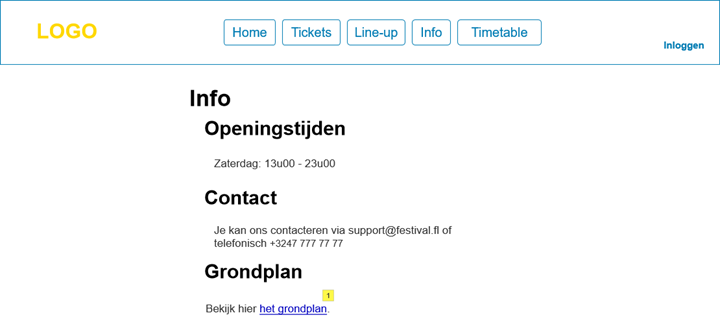 LOGO
Home Tickets Line-up Info Timetable
Inloggen
Info
Openingstijden
Zaterdag: 13u00 - 23u00
Contact
Je kan ons contacteren via support@festival.fl of
telefonisch +3247 777 77 77
Grondplan
1
Bekijk hier het grondplan.